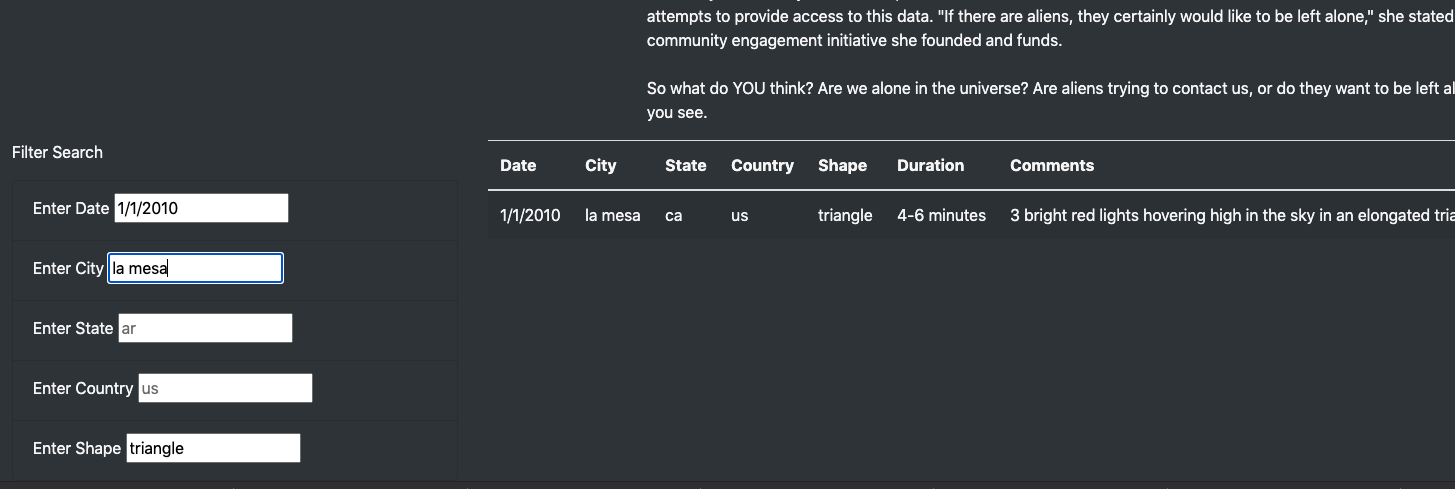 attempts to provide access to this data. "If there are aliens, they certainly would like to be left alone," she stated
community engagement initiative she founded and funds.
So what do YOU think? Are we alone in the universe? Are aliens trying to contact us, or do they want to be left al
you see.
Filter Search
Enter Date 1/1/2010
Enter City la mesa
Enter State ar
Enter Country us
Enter Shape triangle
Date City State Country Shape Duration Comments
1/1/2010 la mesa ca us triangle 4-6 minutes 3 bright red lights hovering high in the sky in an elongated tria